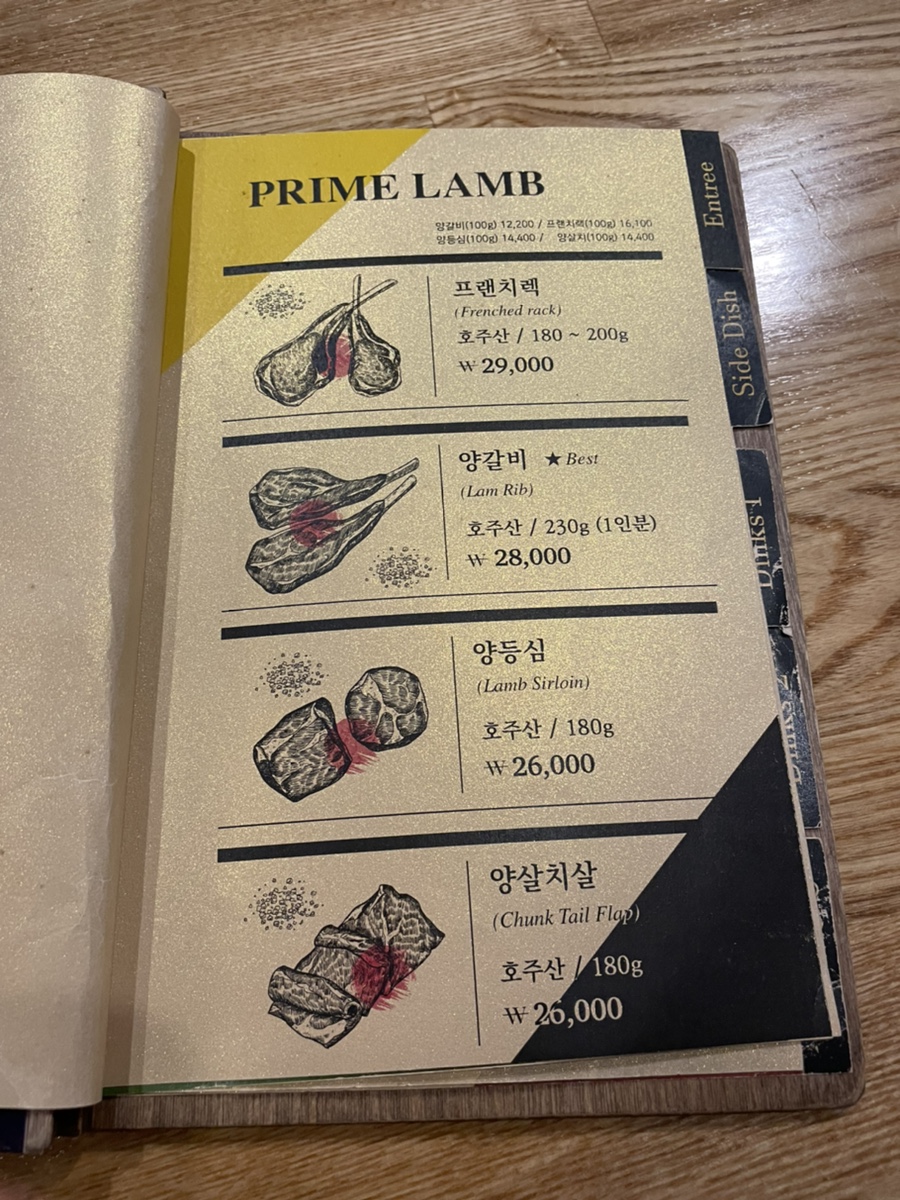 PRIME LAMB
양갈비(100g) 12,200 / 프랜치랙(100g) 16,100
양등심(100g) 14,400 / 양살치(100g) 14,400
프랜치렉
(Frenched rack)
호주산 / 180 ~ 200g
₩ 29,000
양갈비 ★ Best
(Lam Rib)
호주산 / 230g (1인분)
₩ 28,000
양등심
(Lamb Sirloin)
호주산 / 180g
₩ 26,000
양살치살
(Chunk Tail Flap)
호주산 / 180g
₩ 26,000
Entree
Side Dish